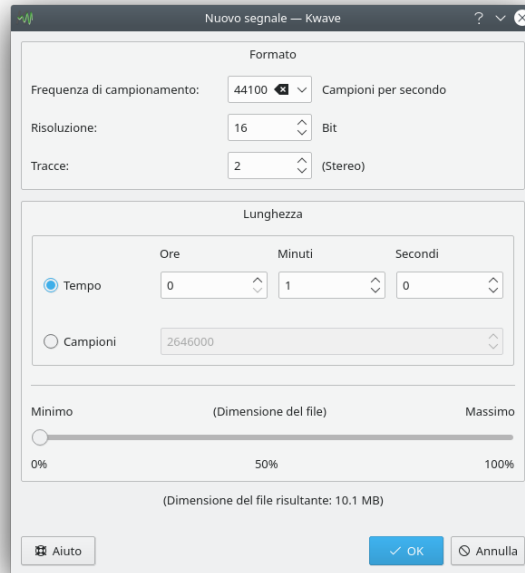 Nuovo segnale — Kwave
Formato
Frequenza di campionamento: 44100 Campioni per secondo
Risoluzione: 16 Bit
Tracce: 2 (Stereo)
Lunghezza
Ore Minuti Secondi
Tempo 0 1 0
Campioni 2646000
Minimo (Dimensione del file) Massimo
0% 50% 100%
(Dimensione del file risultante: 10.1 MB)
Aiuto OK Annulla